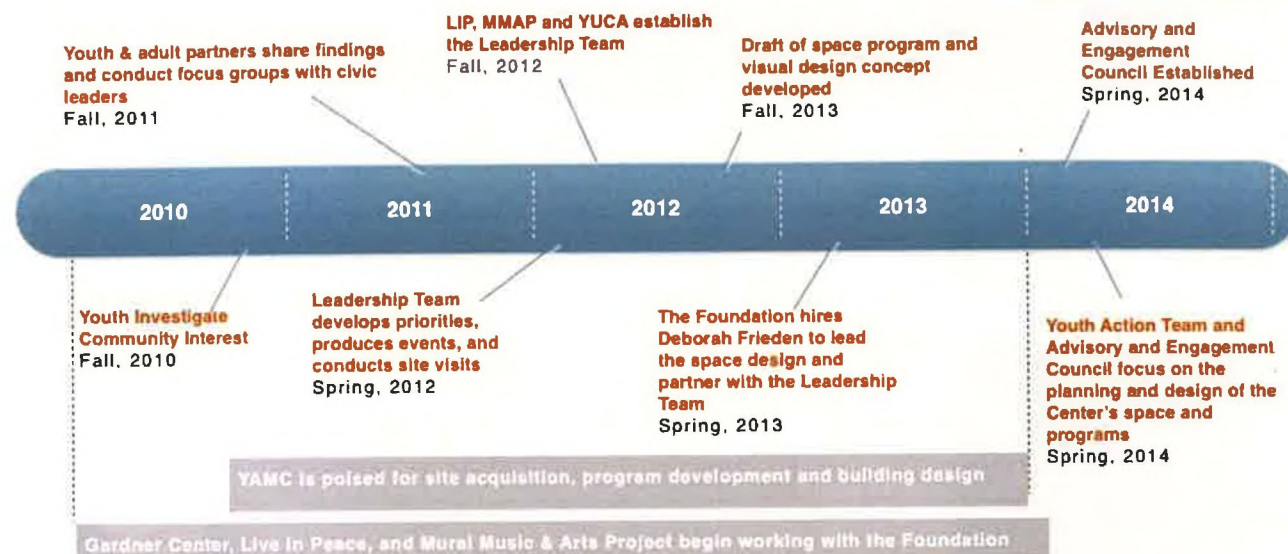 Youth & adult partners share findings
and conduct focus groups with civic
leaders
Fall, 2011
LIP, MMAP and YUCA establish
the Leadership Team
Fall, 2012
Draft of space program and
visual design concept
developed
Fall, 2013
Advisory and
Engagement
Council Established
Spring, 2014
2010
2011
2012
2013
2014
Youth Investigate
Community Interest
Fall, 2010
Leadership Team
develops priorities,
produces events, and
conducts site visits
Spring, 2012
The Foundation hires
Deborah Frieden to lead
the space design and
partner with the Leadership
Team
Spring, 2013
Youth Action Team and
Advisory and Engagement
Council focus on the
planning and design of the
Center's space and
programs
Spring, 2014
YAMC is poised for site acquisition, program development and building design
Gardner Center, Live in Peace, and Mural Music & Arts Project begin working with the Foundation